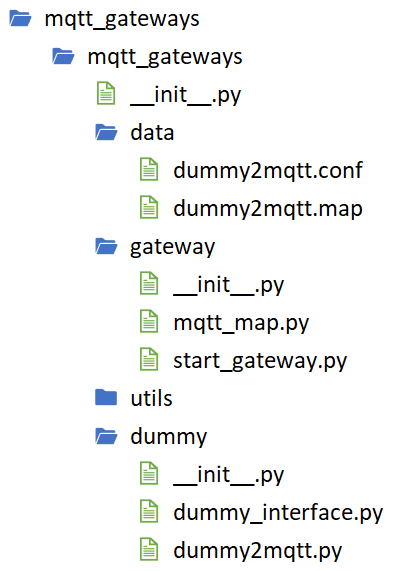 mqtt_gateways
mqtt_gateways
__init__.py
data
dummy2mqtt.conf
dummy2mqtt.map
gateway
__init__.py
mqtt_map.py
start_gateway.py
utils
dummy
__init__.py
dummy_interface.py
dummy2mqtt.py